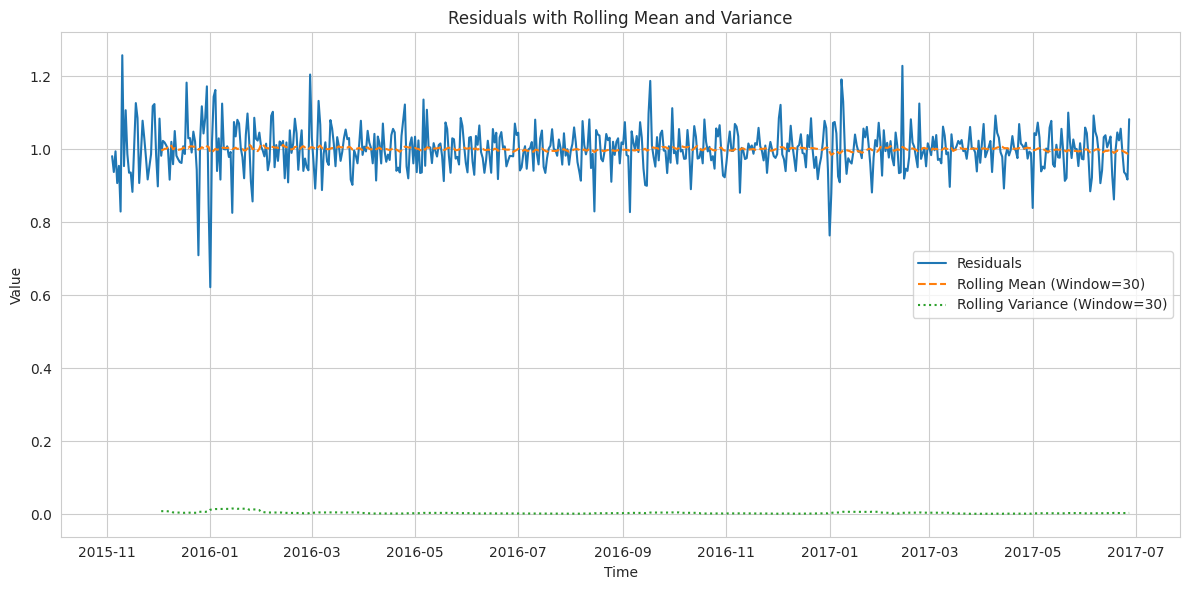 Residuals with Rolling Mean and Variance
Value
1.2
1.0
0.8
0.6
0.4
0.2
0.0
Residuals
Rolling Mean (Window=30)
Rolling Variance (Window=30)
2015-11 2016-01 2016-03 2016-05 2016-07 2016-09 2016-11 2017-01 2017-03 2017-05 2017-07
Time